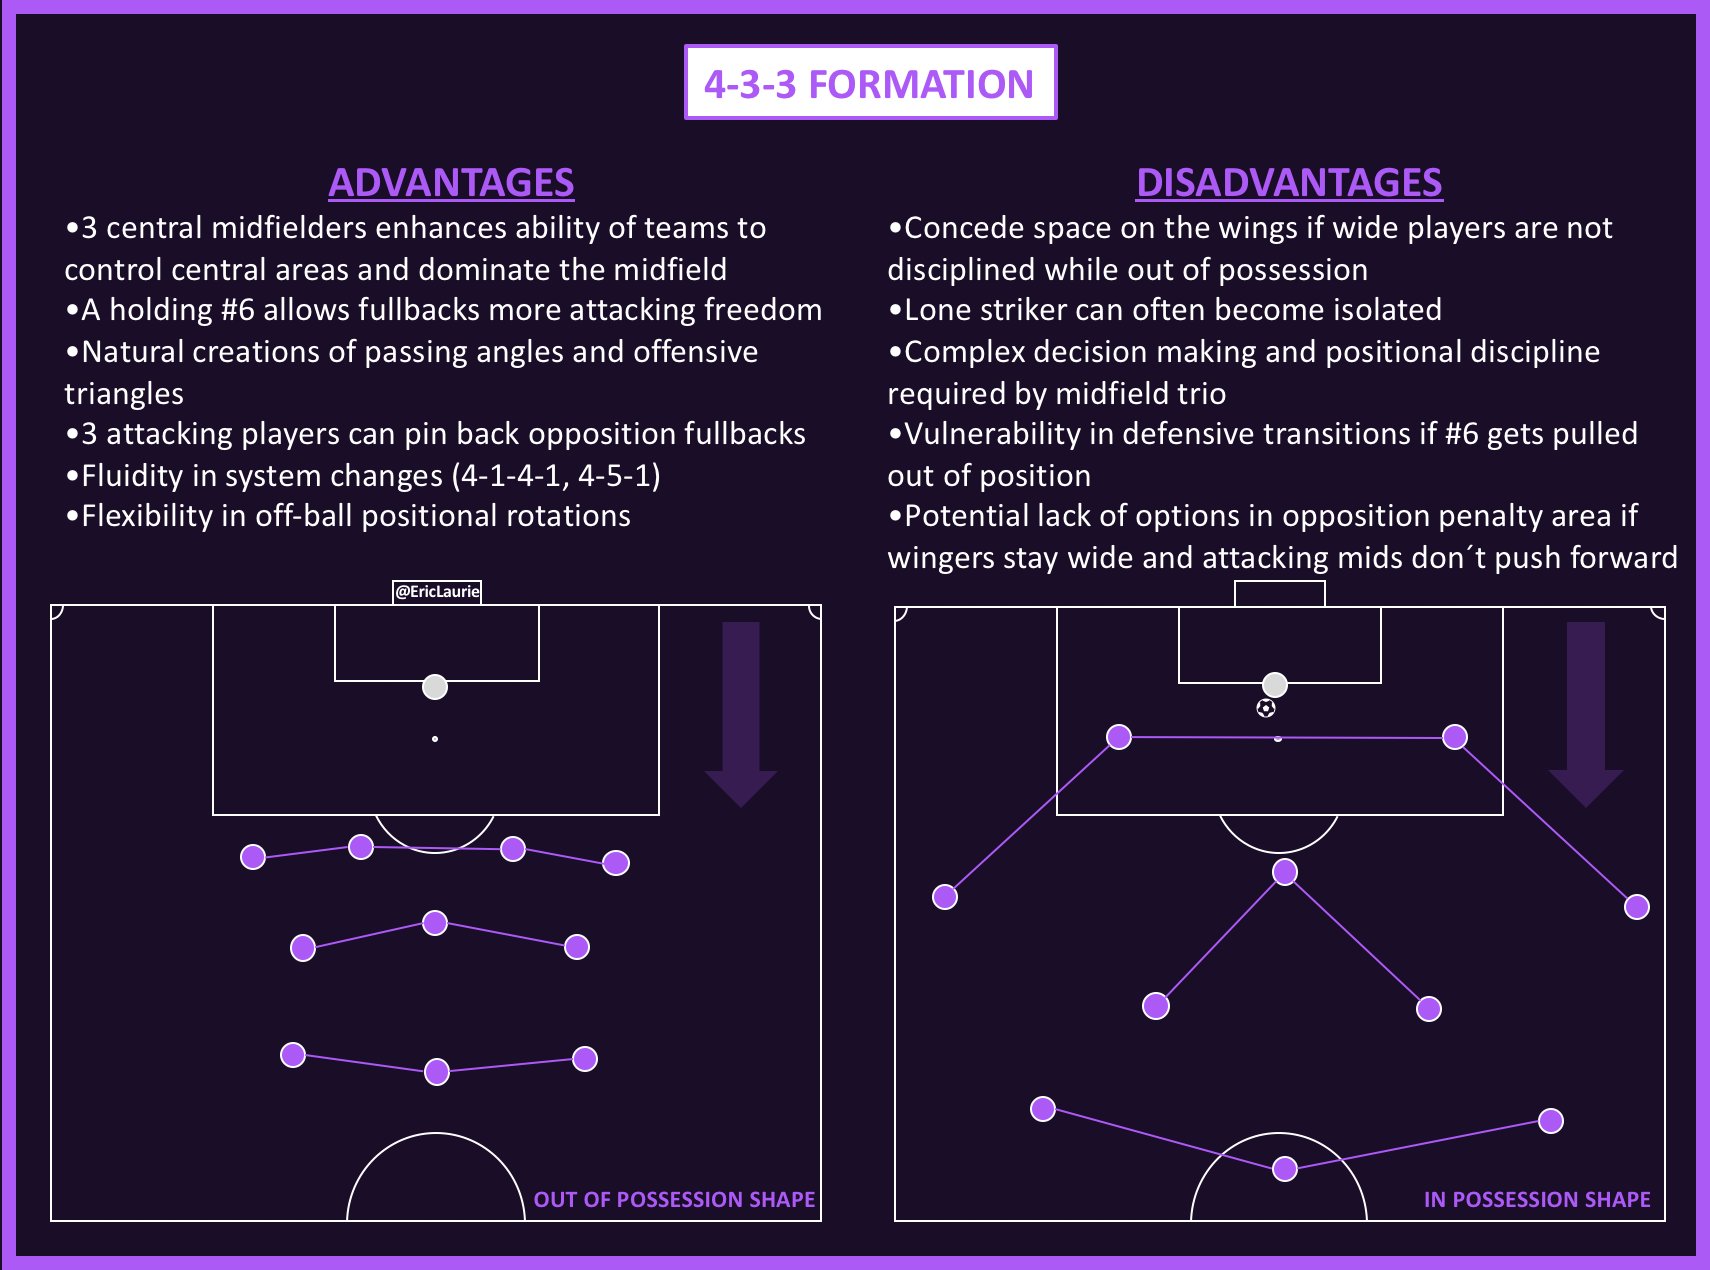 4-3-3 FORMATION
ADVANTAGES
•3 central midfielders enhances ability of teams to
control central areas and dominate the midfield
•A holding #6 allows fullbacks more attacking freedom
•Natural creations of passing angles and offensive
triangles
•3 attacking players can pin back opposition fullbacks
•Fluidity in system changes (4-1-4-1, 4-5-1)
•Flexibility in off-ball positional rotations
DISADVANTAGES
•Concede space on the wings if wide players are not
disciplined while out of possession
•Lone striker can often become isolated
•Complex decision making and positional discipline
required by midfield trio
•Vulnerability in defensive transitions if #6 gets pulled
out of position
•Potential lack of options in opposition penalty area if
wingers stay wide and attacking mids don´t push forward
@EricLaurie
OUT OF POSSESSION SHAPE
IN POSSESSION SHAPE